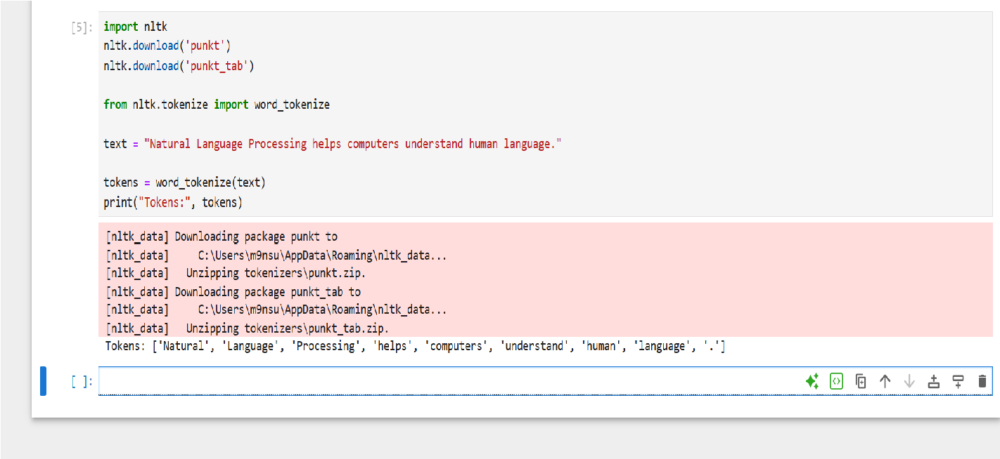 [5]: import nltk
nltk.download('punkt')
nltk.download('punkt_tab')
from nltk.tokenize import word_tokenize
text = "Natural Language Processing helps computers understand human language."
tokens = word_tokenize(text)
print("Tokens:", tokens)
[nltk_data] Downloading package punkt to
[nltk_data]     C:\Users\m9nsu\AppData\Roaming\nltk_data...
[nltk_data]   Unzipping tokenizers\punkt.zip.
[nltk_data] Downloading package punkt_tab to
[nltk_data]     C:\Users\m9nsu\AppData\Roaming\nltk_data...
[nltk_data]   Unzipping tokenizers\punkt_tab.zip.
Tokens: ['Natural', 'Language', 'Processing', 'helps', 'computers', 'understand', 'human', 'language', '.']
[ ]: